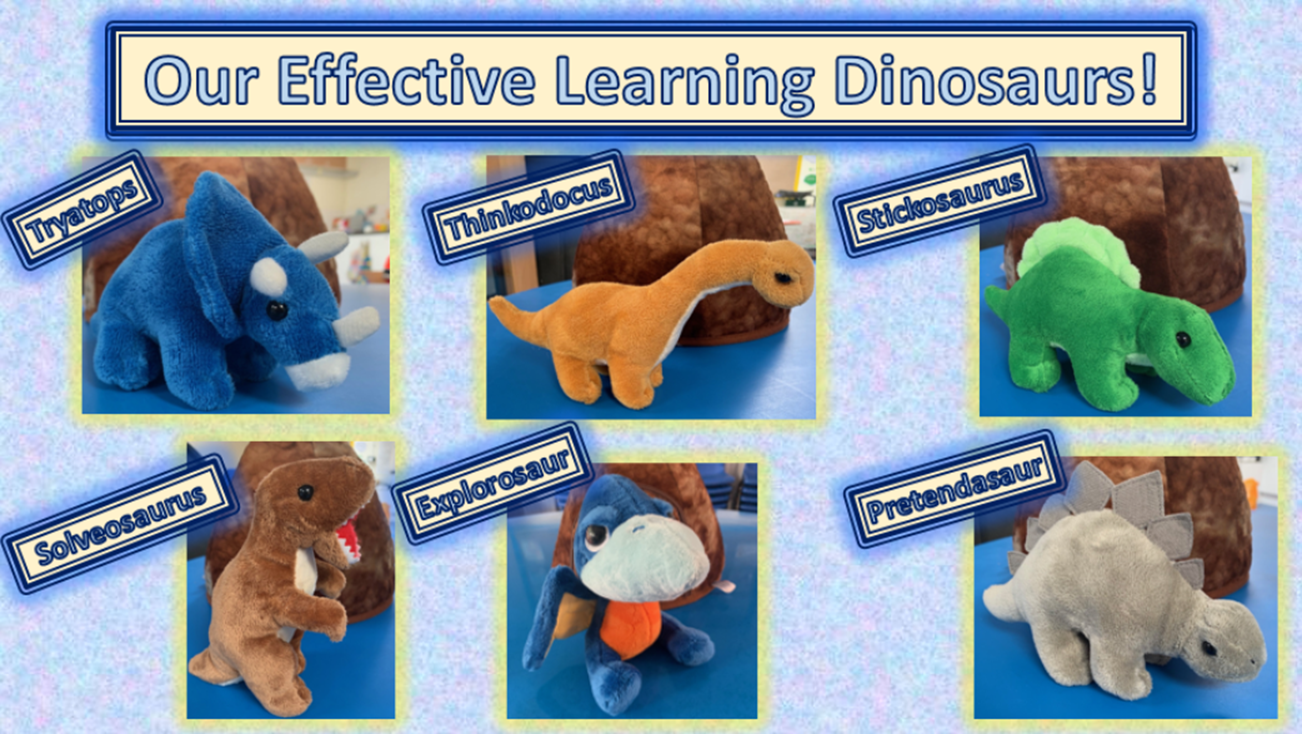 Our Effective Learning Dinosaurs!
Tryatops
Thinkodocus
Stickosaurus
Solveosaurus
Explorosaur
Pretendasaur